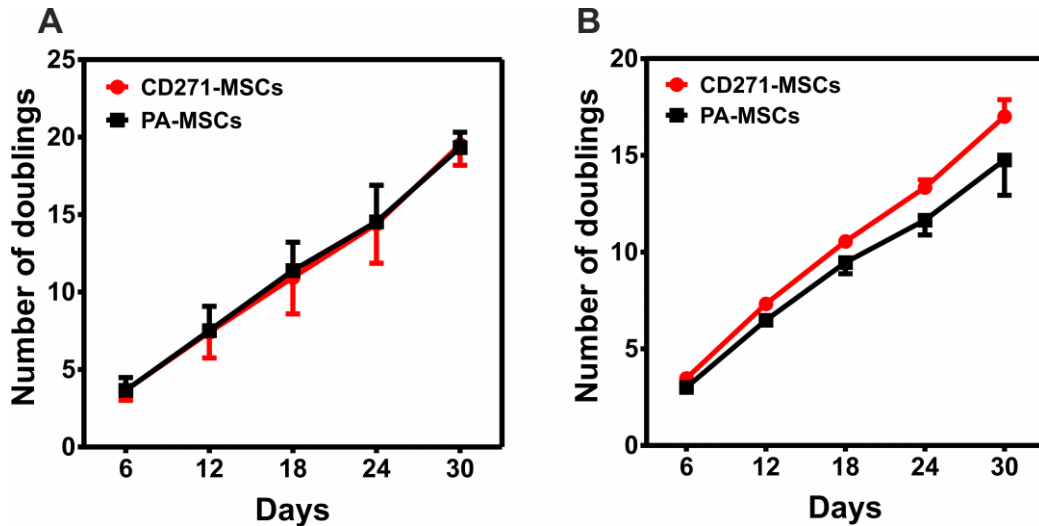 A
Number of doublings
25
20
15
10
5
0
CD271-MSCs
PA-MSCs
6 12 18 24 30
Days
B
Number of doublings
20
15
10
5
0
CD271-MSCs
PA-MSCs
6 12 18 24 30
Days